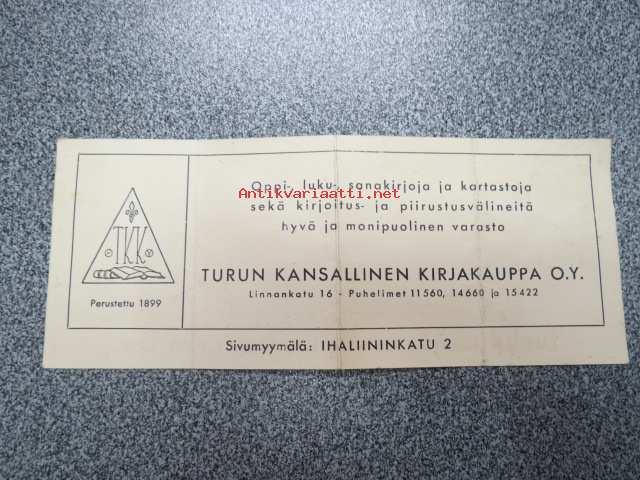 Oppi-, luku-, sanakirjoja ja kartastoja
Antikvariaatti.net
sekä kirjoitus- ja piirustusvälineitä
hyvä ja monipuolinen varasto
TKK
O.Y.
Perustettu 1899
TURUN KANSALLINEN KIRJAKAUPPA O.Y.
Linnankatu 16 - Puhelimet 11560, 14660 ja 15422
Sivumyymälä: IHALIININKATU 2